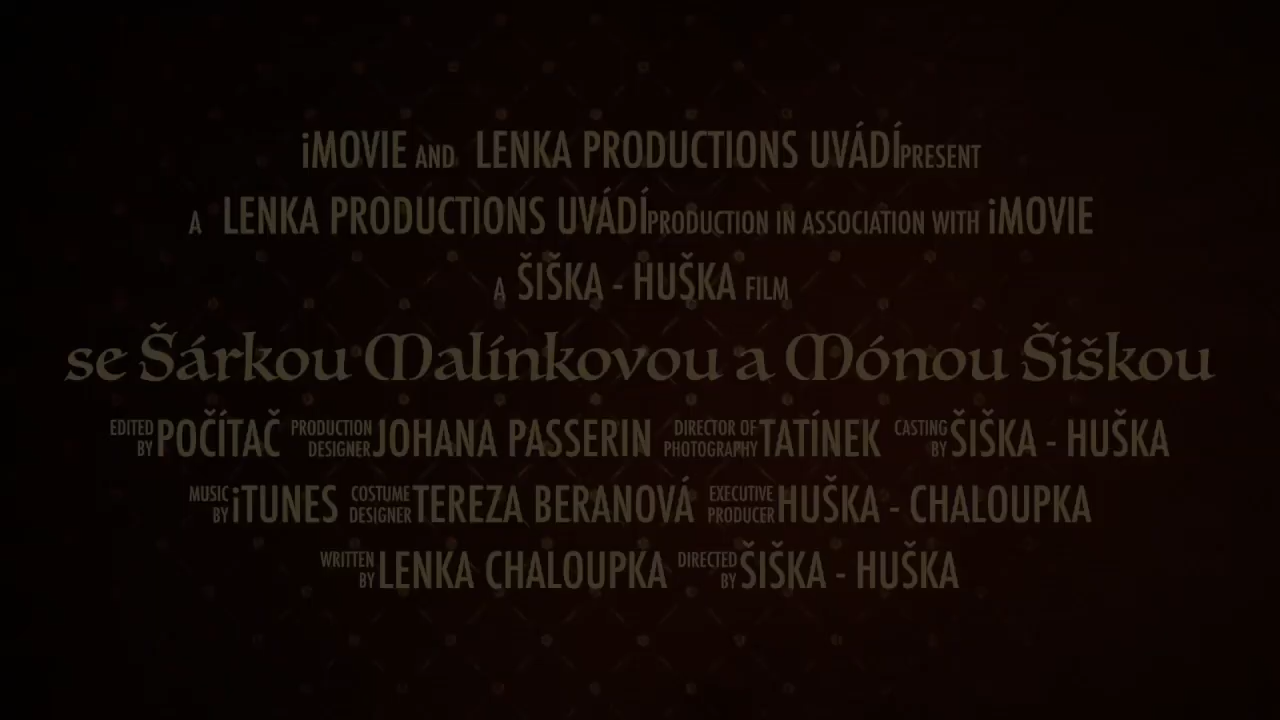 iMOVIE AND LENKA PRODUCTIONS UVÁDÍPRESENT
A LENKA PRODUCTIONS UVÁDÍPRODUCTION IN ASSOCIATION WITH iMOVIE
A ŠIŠKA - HUŠKA FILM
se Šárkou Malínkovou a Mónou Šiškou
EDITED BY POČÍTAČ PRODUCTION DESIGNER JOHANA PASSERIN DIRECTOR OF PHOTOGRAPHY TATÍNEK CASTING BY ŠIŠKA - HUŠKA
MUSIC BY iTUNES COSTUME DESIGNER TEREZA BERANOVÁ EXECUTIVE PRODUCER HUŠKA - CHALOUPKA
WRITTEN BY LENKA CHALOUPKA DIRECTED BY ŠIŠKA - HUŠKA